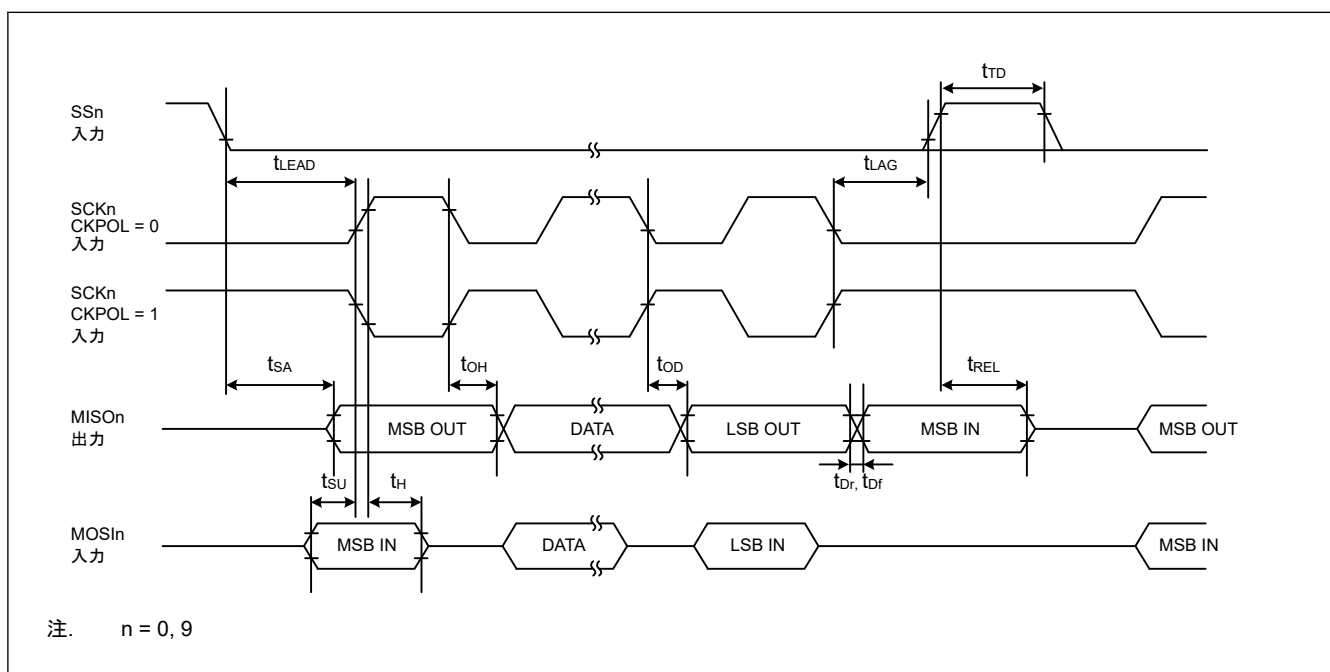 tTD
SSn
入力
tLEAD
tLAG
SCKn
CKPOL = 0
入力
SCKn
CKPOL = 1
入力
tSA
tOH
tOD
tREL
MISOn
出力
MSB OUT
DATA
LSB OUT
MSB IN
MSB OUT
tSU
tH
tDr, tDf
MOSIn
入力
MSB IN
DATA
LSB IN
MSB IN
注. n = 0, 9